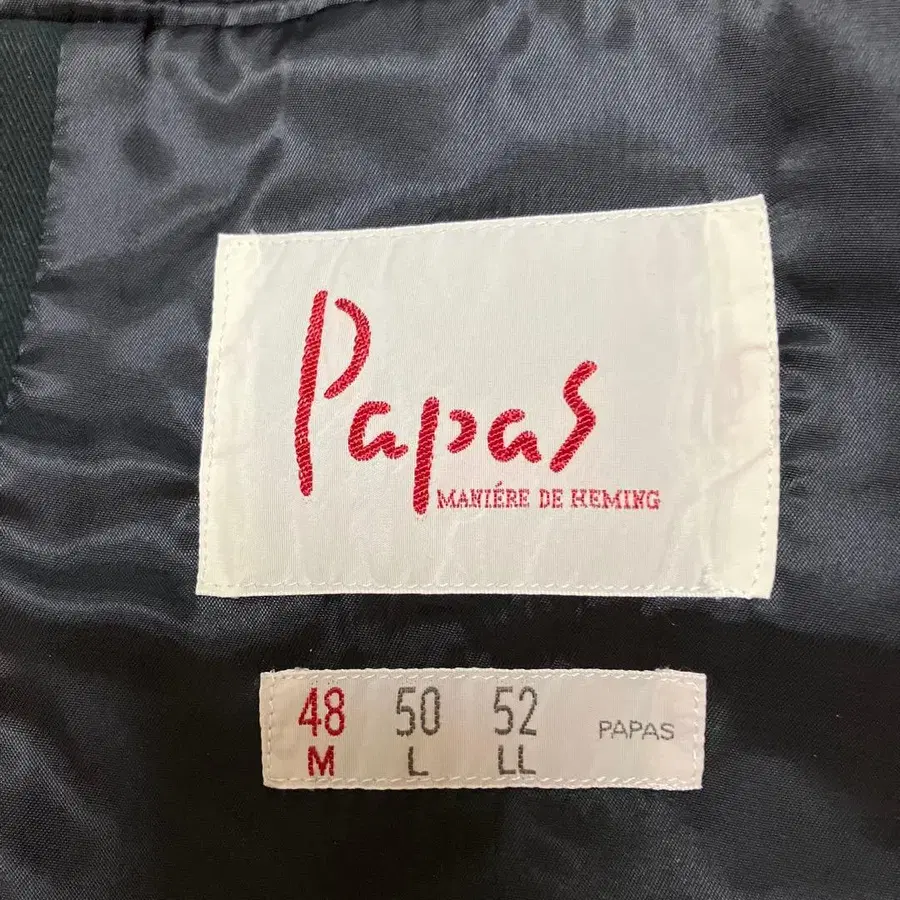 Papas
MANIÉRE DE HEMING
48 50 52 PAPAS
M L LL